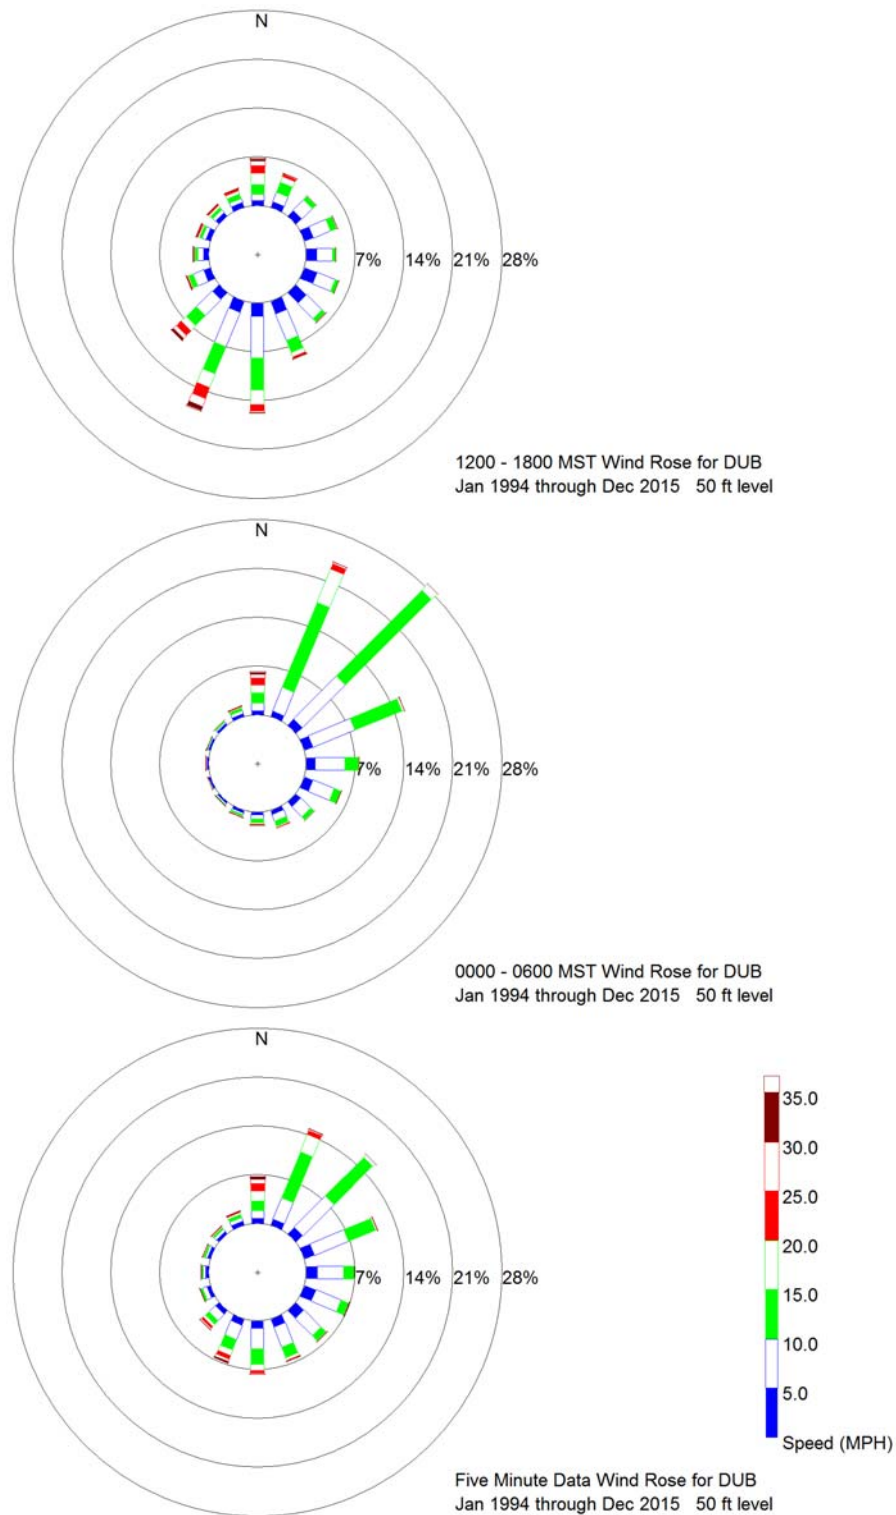 N
7% 14% 21% 28%
1200 - 1800 MST Wind Rose for DUB
Jan 1994 through Dec 2015 50 ft level
N
7% 14% 21% 28%
0000 - 0600 MST Wind Rose for DUB
Jan 1994 through Dec 2015 50 ft level
N
7% 14% 21% 28%
35.0
30.0
25.0
20.0
15.0
10.0
5.0
Speed (MPH)
Five Minute Data Wind Rose for DUB
Jan 1994 through Dec 2015 50 ft level